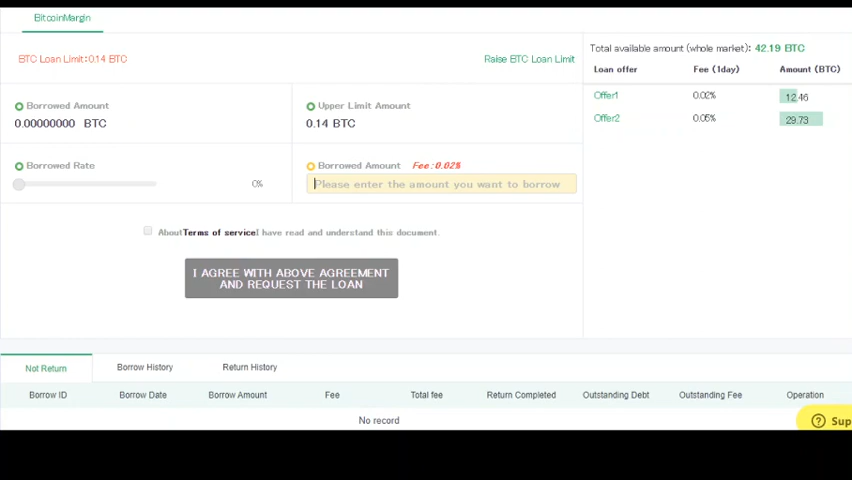 BitcoinMargin
BTC Loan Limit:0.14 BTC
Raise BTC Loan Limit
Borrowed Amount
0.00000000 BTC
Upper Limit Amount
0.14 BTC
Borrowed Rate
0%
Borrowed Amount Fee:0.02%
Please enter the amount you want to borrow
AboutTerms of serviceI have read and understand this document.
I AGREE WITH ABOVE AGREEMENT
AND REQUEST THE LOAN
Total available amount (whole market): 42.19 BTC
Loan offer Fee (1day) Amount (BTC)
Offer1 0.02% 12.46
Offer2 0.05% 29.73
Not Return Borrow History Return History
Borrow ID Borrow Date Borrow Amount Fee Total fee Return Completed Outstanding Debt Outstanding Fee Operation
No record
Sup